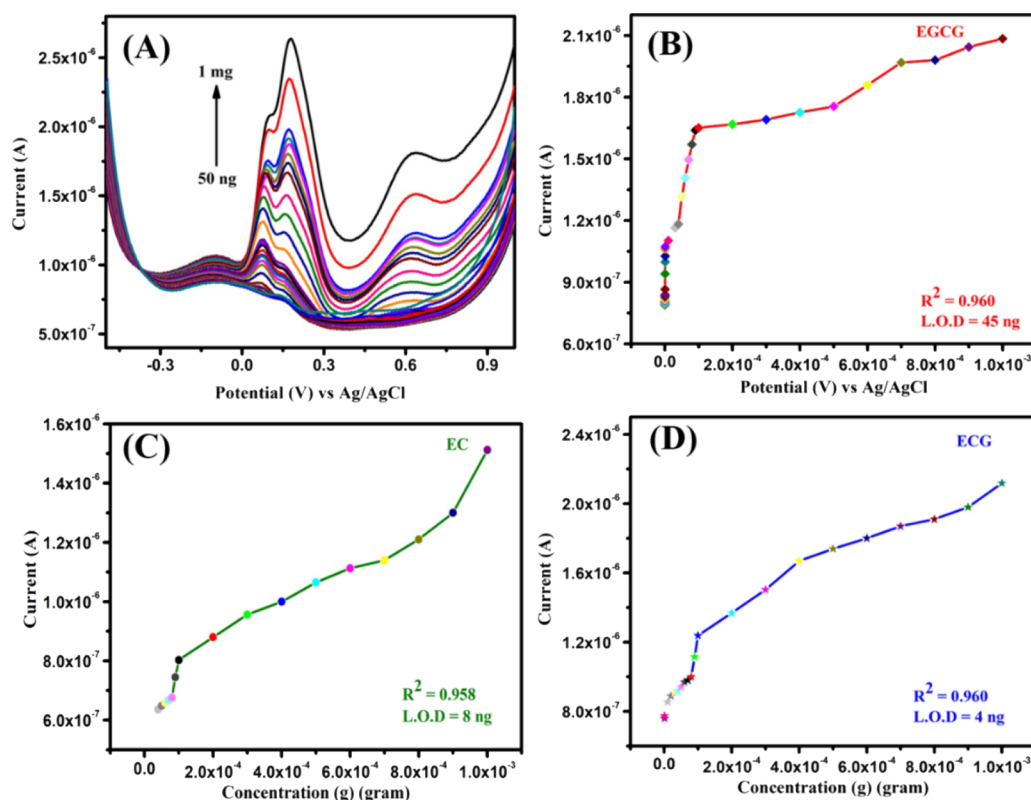 (A)
1 mg
50 ng
2.5x10⁻⁶
2.0x10⁻⁶
1.5x10⁻⁶
1.0x10⁻⁶
5.0x10⁻⁷
Current (A)
-0.3 0.0 0.3 0.6 0.9
Potential (V) vs Ag/AgCl
(B)
EGCG
2.1x10⁻⁶
1.8x10⁻⁶
1.5x10⁻⁶
1.2x10⁻⁶
9.0x10⁻⁷
6.0x10⁻⁷
Current (A)
R² = 0.960
L.O.D = 45 ng
0.0 2.0x10⁻⁴ 4.0x10⁻⁴ 6.0x10⁻⁴ 8.0x10⁻⁴ 1.0x10⁻³
Potential (V) vs Ag/AgCl
(C)
EC
1.6x10⁻⁶
1.4x10⁻⁶
1.2x10⁻⁶
1.0x10⁻⁶
8.0x10⁻⁷
6.0x10⁻⁷
Current (A)
R² = 0.958
L.O.D = 8 ng
0.0 2.0x10⁻⁴ 4.0x10⁻⁴ 6.0x10⁻⁴ 8.0x10⁻⁴ 1.0x10⁻³
Concentration (g) (gram)
(D)
ECG
2.4x10⁻⁶
2.0x10⁻⁶
1.6x10⁻⁶
1.2x10⁻⁶
8.0x10⁻⁷
Current (A)
R² = 0.960
L.O.D = 4 ng
0.0 2.0x10⁻⁴ 4.0x10⁻⁴ 6.0x10⁻⁴ 8.0x10⁻⁴ 1.0x10⁻³
Concentration (g) (gram)